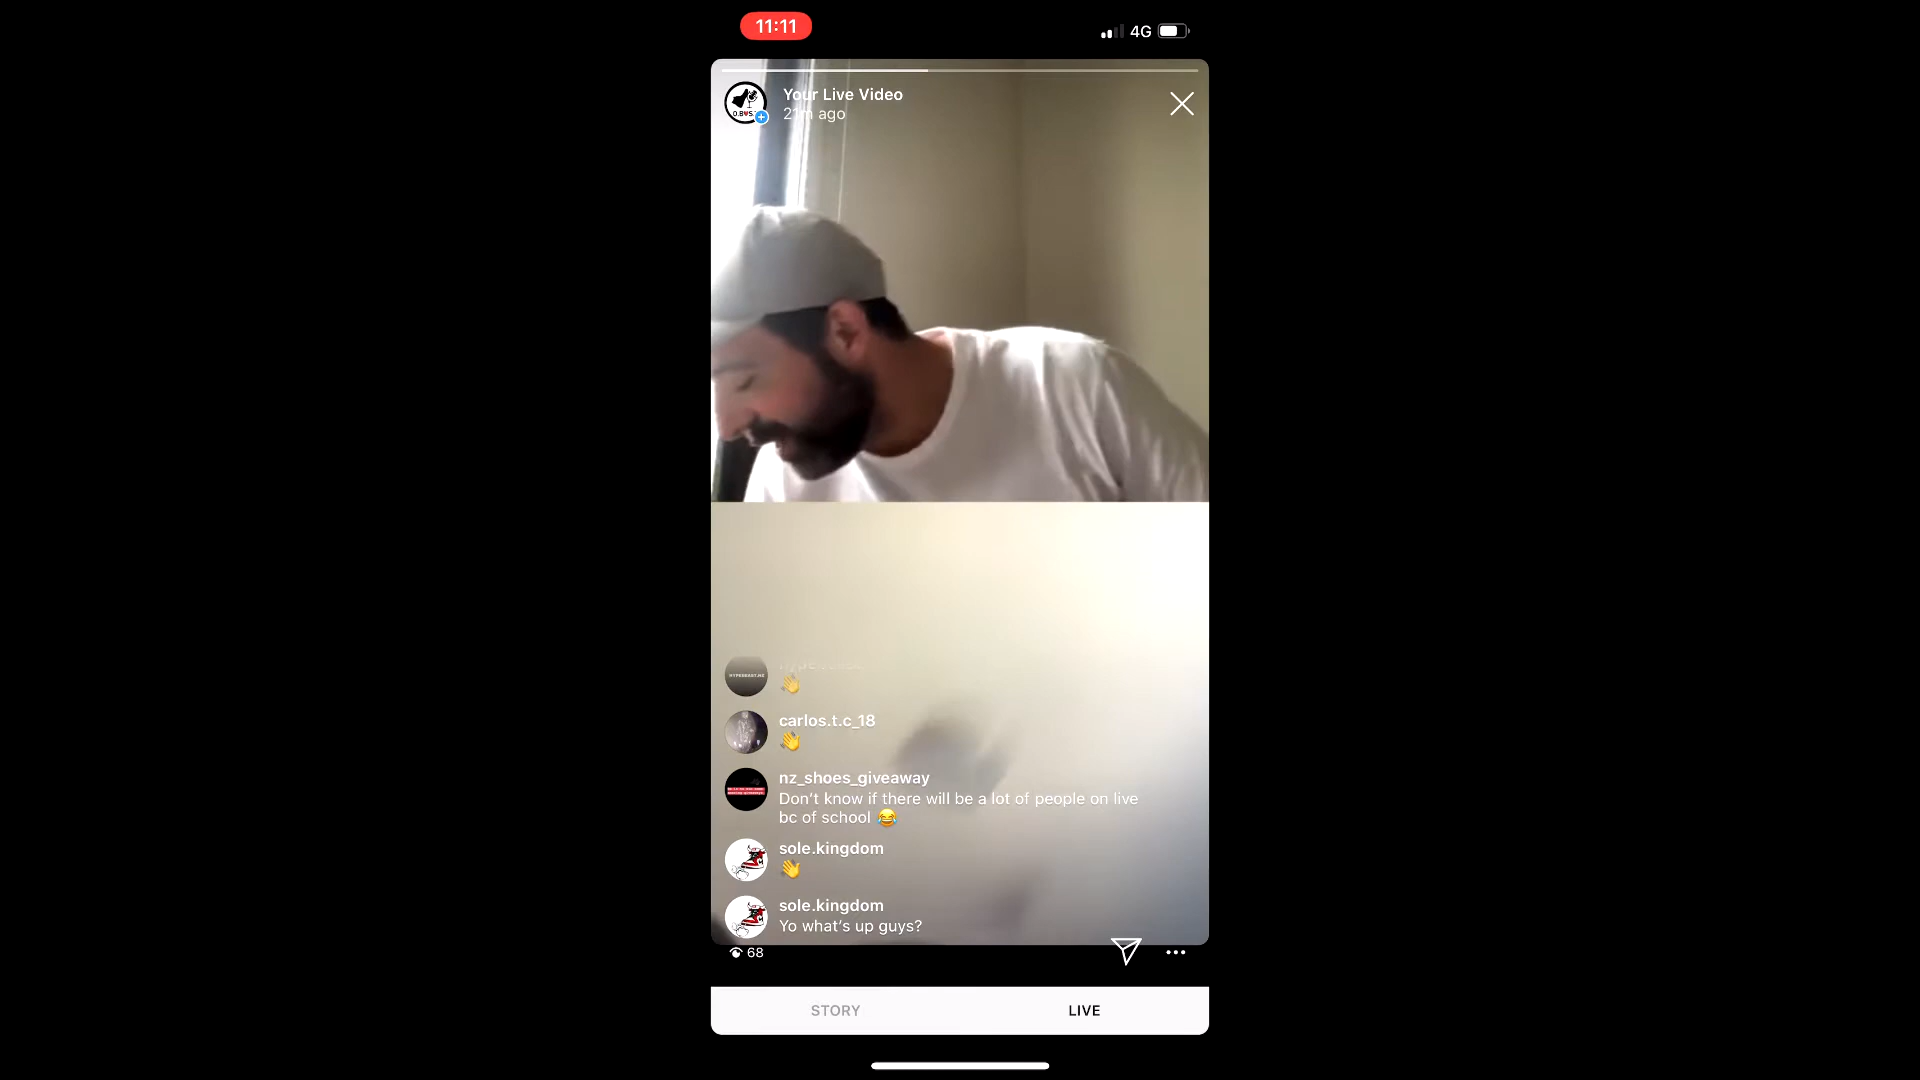 11:11
4G
Your Live Video
21m ago
carlos.t.c_18
nz_shoes_giveaway
Don't know if there will be a lot of people on live
bc of school 😂
sole.kingdom
sole.kingdom
Yo what's up guys?
68
STORY
LIVE